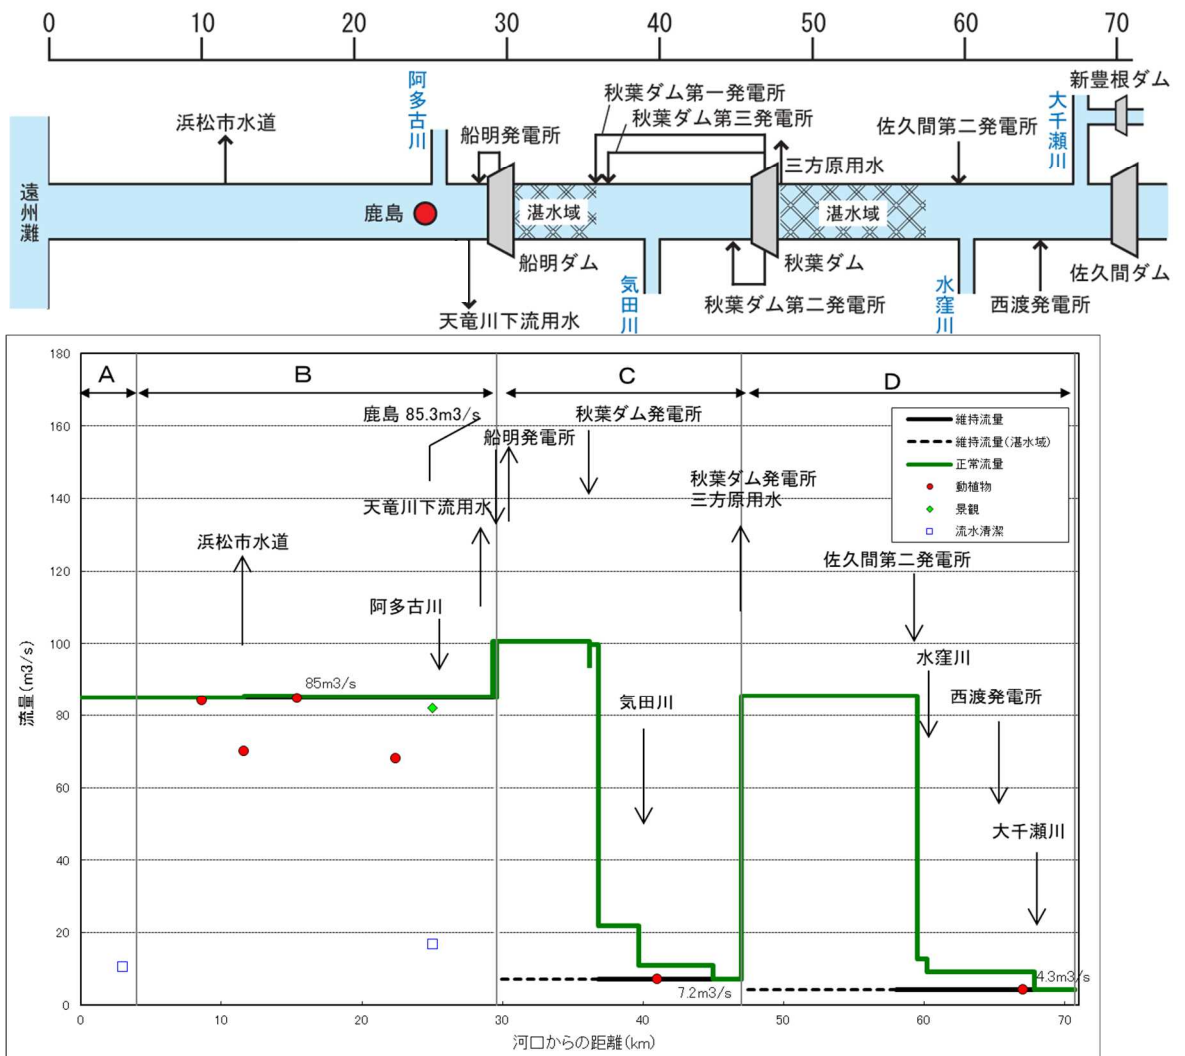 0 10 20 30 40 50 60 70
新豊根ダム
阿多古川
大千瀬川
秋葉ダム第一発電所
秋葉ダム第三発電所
浜松市水道
船明発電所
佐久間第二発電所
三方原用水
遠州灘
鹿島
湛水域
湛水域
船明ダム
秋葉ダム
佐久間ダム
気田川
水窪川
秋葉ダム第二発電所
西渡発電所
天竜川下流用水
180
160
140
120
100
80
60
40
20
0
流量(m3/s)
A B C D
鹿島 85.3m3/s
船明発電所
秋葉ダム発電所
天竜川下流用水
秋葉ダム発電所
三方原用水
浜松市水道
阿多古川
佐久間第二発電所
水窪川
西渡発電所
気田川
大千瀬川
維持流量
維持流量(湛水域)
正常流量
動植物
景観
流水清潔
85m3/s
7.2m3/s
4.3m3/s
0 10 20 30 40 50 60 70
河口からの距離(km)